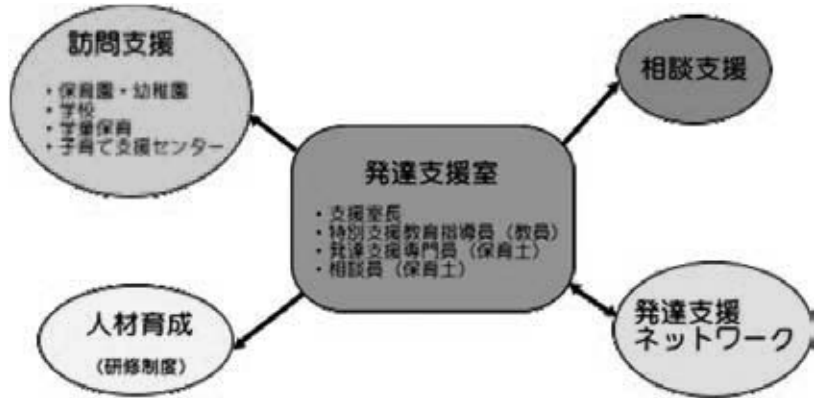 訪問支援
・保育園・幼稚園
・学校
・学童保育
・子育て支援センター
相談支援
発達支援室
・支援室長
・特別支援教育指導員（教員）
・発達支援専門員（保育士）
・相談員（保育士）
人材育成
（研修制度）
発達支援
ネットワーク